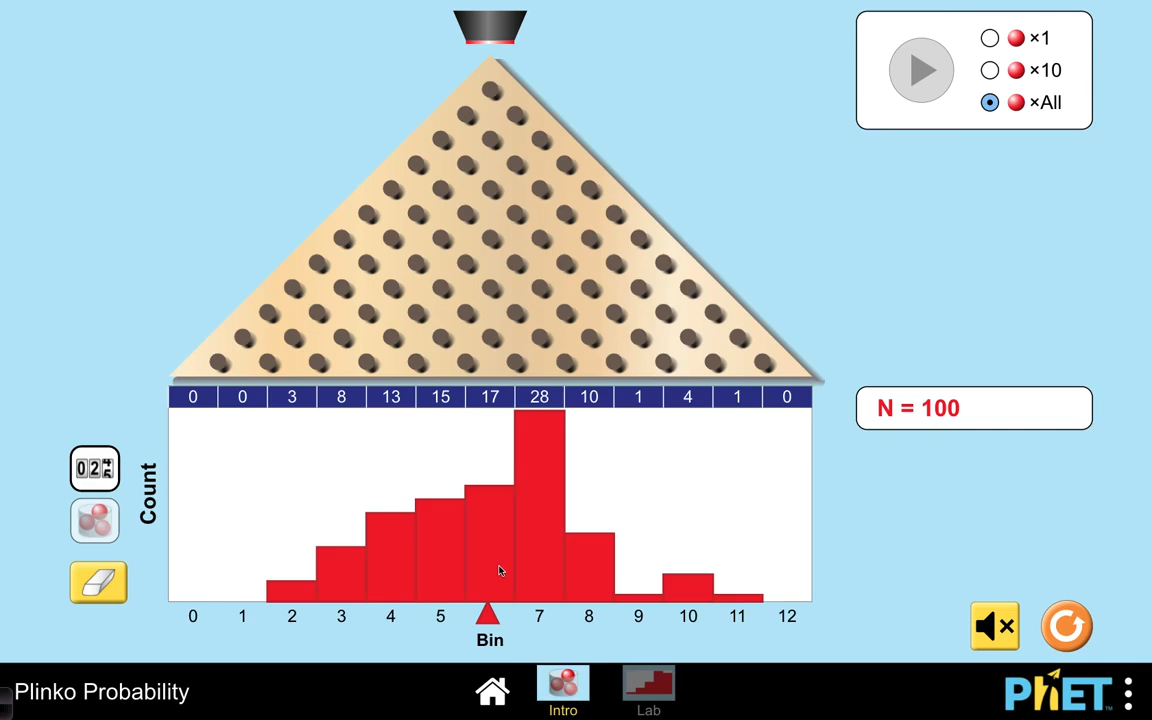 ×1
×10
×All
0 0 3 8 13 15 17 28 10 1 4 1 0
N = 100
Count
0 1 2 3 4 5 7 8 9 10 11 12
Bin
Plinko Probability
Intro
Lab
PhET